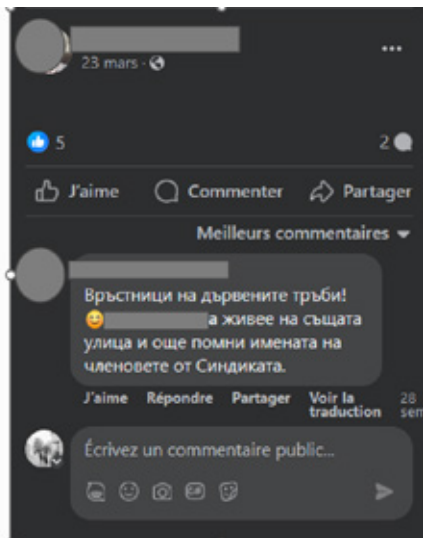 23 mars
5
2
J'aime Commenter Partager
Meilleurs commentaires
Връстници на дървените тръби!
а живее на същата
улица и още помни имената на
членовете от Синдиката.
J'aime Répondre Partager Voir la traduction 28 sem
Écrivez un commentaire public...
GIF